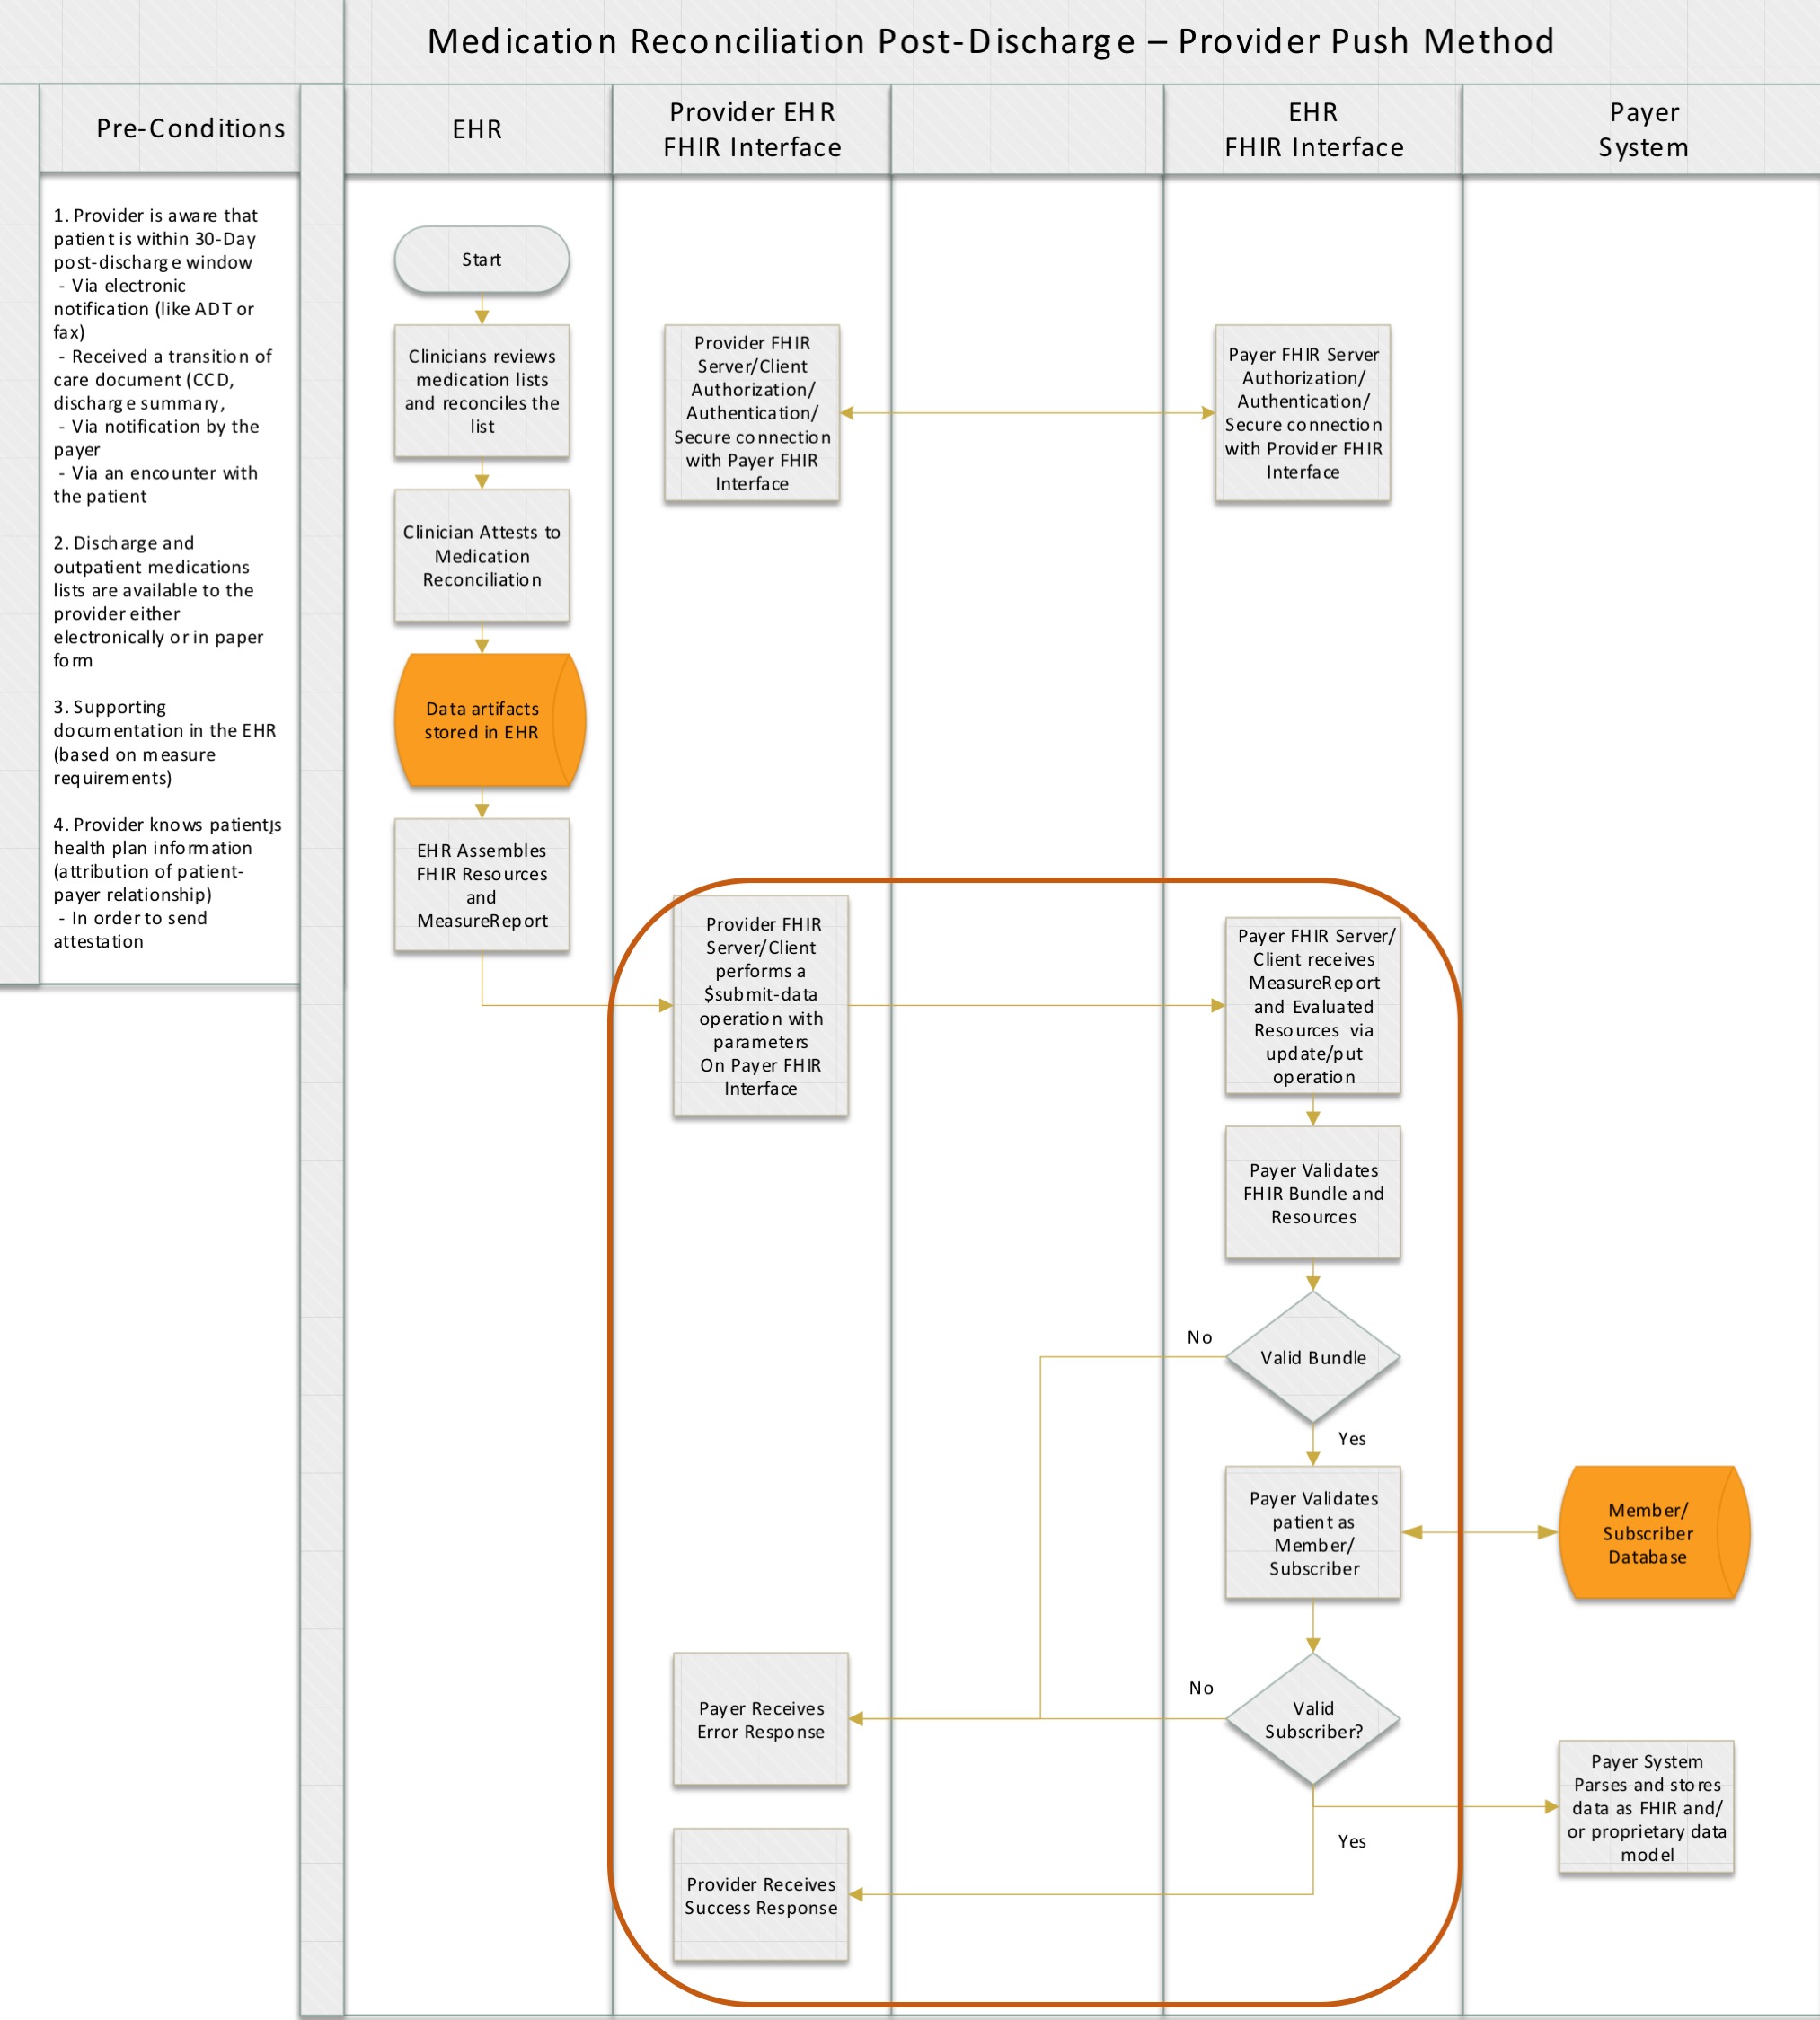 Medication Reconciliation Post-Discharge – Provider Push Method
Pre-Conditions
EHR
Provider EHR
FHIR Interface
EHR
FHIR Interface
Payer
System
1. Provider is aware that
patient is within 30-Day
post-discharge window
- Via electronic
notification (like ADT or
fax)
- Received a transition of
care document (CCD,
discharge summary,
- Via notification by the
payer
- Via an encounter with
the patient
2. Discharge and
outpatient medications
lists are available to the
provider either
electronically or in paper
form
3. Supporting
documentation in the EHR
(based on measure
requirements)
4. Provider knows patient¡s
health plan information
(attribution of patient-
payer relationship)
- In order to send
attestation
Start
Clinicians reviews
medication lists
and reconciles the
list
Clinician Attests to
Medication
Reconciliation
Data artifacts
stored in EHR
EHR Assembles
FHIR Resources
and
MeasureReport
Provider FHIR
Server/Client
Authorization/
Authentication/
Secure connection
with Payer FHIR
Interface
Payer FHIR Server
Authorization/
Authentication/
Secure connection
with Provider FHIR
Interface
Provider FHIR
Server/Client
performs a
$submit-data
operation with
parameters
On Payer FHIR
Interface
Payer FHIR Server/
Client receives
MeasureReport
and Evaluated
Resources via
update/put
operation
Payer Validates
FHIR Bundle and
Resources
No
Valid Bundle
Yes
Payer Validates
patient as
Member/
Subscriber
Member/
Subscriber
Database
No
Valid
Subscriber?
Payer Receives
Error Response
Yes
Payer System
Parses and stores
data as FHIR and/
or proprietary data
model
Provider Receives
Success Response